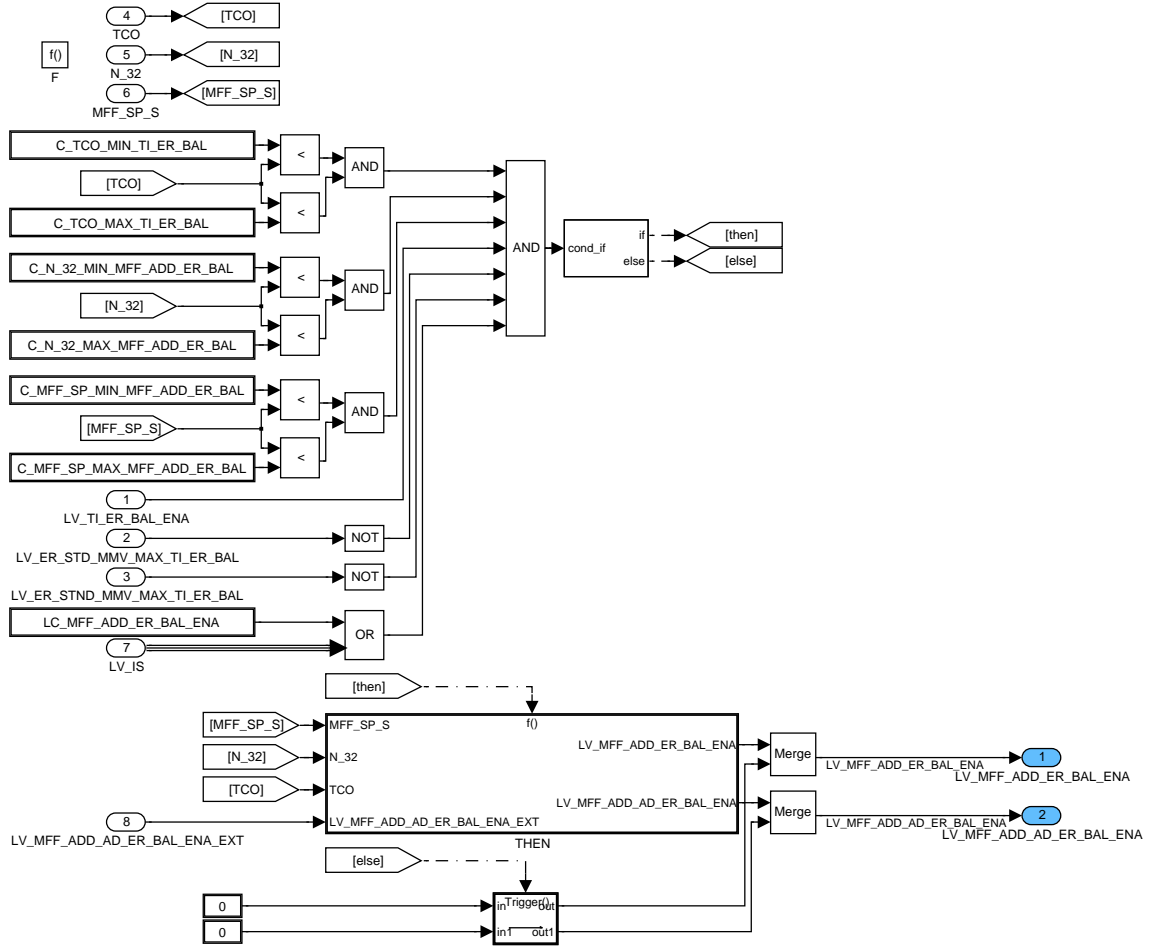 4
[TCO]
TCO
f()
F
5
[N_32]
N_32
6
[MFF_SP_S]
MFF_SP_S
C_TCO_MIN_TI_ER_BAL
<
AND
[TCO]
<
C_TCO_MAX_TI_ER_BAL
C_N_32_MIN_MFF_ADD_ER_BAL
<
AND
[N_32]
<
C_N_32_MAX_MFF_ADD_ER_BAL
C_MFF_SP_MIN_MFF_ADD_ER_BAL
<
AND
[MFF_SP_S]
<
C_MFF_SP_MAX_MFF_ADD_ER_BAL
AND
cond_if
if
else
[then]
[else]
1
LV_TI_ER_BAL_ENA
2
NOT
LV_ER_STD_MMV_MAX_TI_ER_BAL
3
NOT
LV_ER_STND_MMV_MAX_TI_ER_BAL
LC_MFF_ADD_ER_BAL_ENA
OR
7
LV_IS
[then]
f()
[MFF_SP_S]
MFF_SP_S
[N_32]
N_32
[TCO]
TCO
8
LV_MFF_ADD_AD_ER_BAL_ENA_EXT
LV_MFF_ADD_AD_ER_BAL_ENA_EXT
LV_MFF_ADD_ER_BAL_ENA
LV_MFF_ADD_AD_ER_BAL_ENA
THEN
Merge
LV_MFF_ADD_ER_BAL_ENA
1
LV_MFF_ADD_ER_BAL_ENA
Merge
LV_MFF_ADD_AD_ER_BAL_ENA
2
LV_MFF_ADD_AD_ER_BAL_ENA
[else]
Trigger()
0
in
out
0
in1
out1